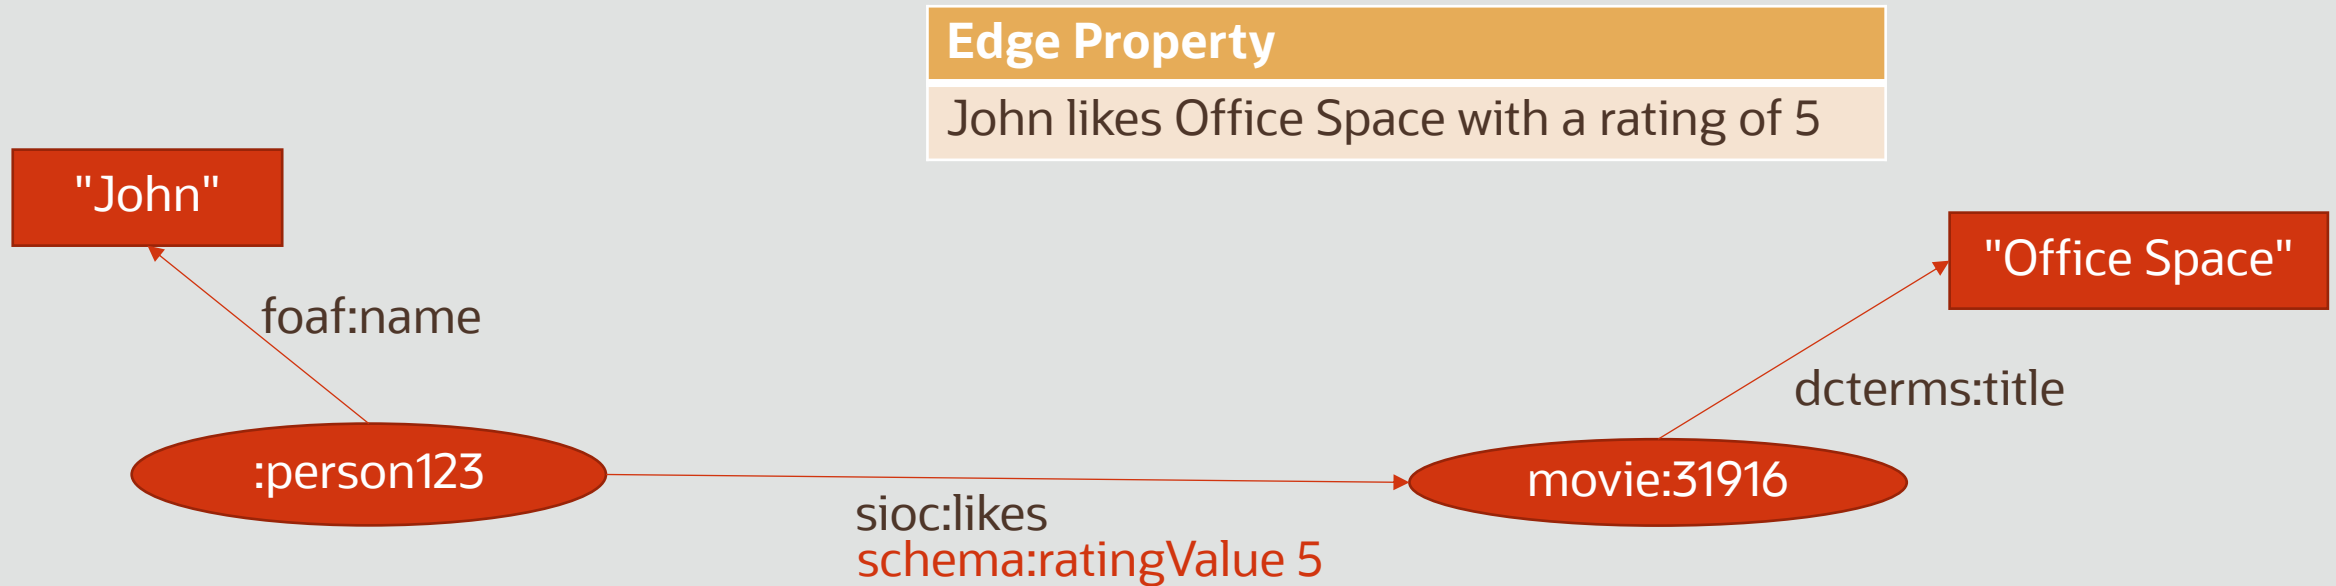 Edge Property
John likes Office Space with a rating of 5
"John"
"Office Space"
foaf:name
dcterms:title
:person123
movie:31916
sioc:likes
schema:ratingValue 5